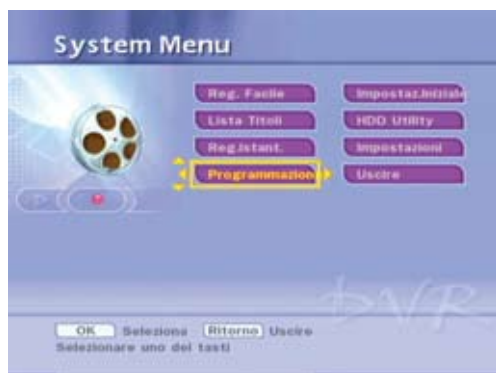 System Menu
Reg. Facile
Impostaz.Iniziale
Lista Titoli
HDD Utility
Reg.Istant.
Impostazioni
Programmazion
Uscire
DVR
OK Seleziona Ritorno Uscire
Selezionare uno dei tasti